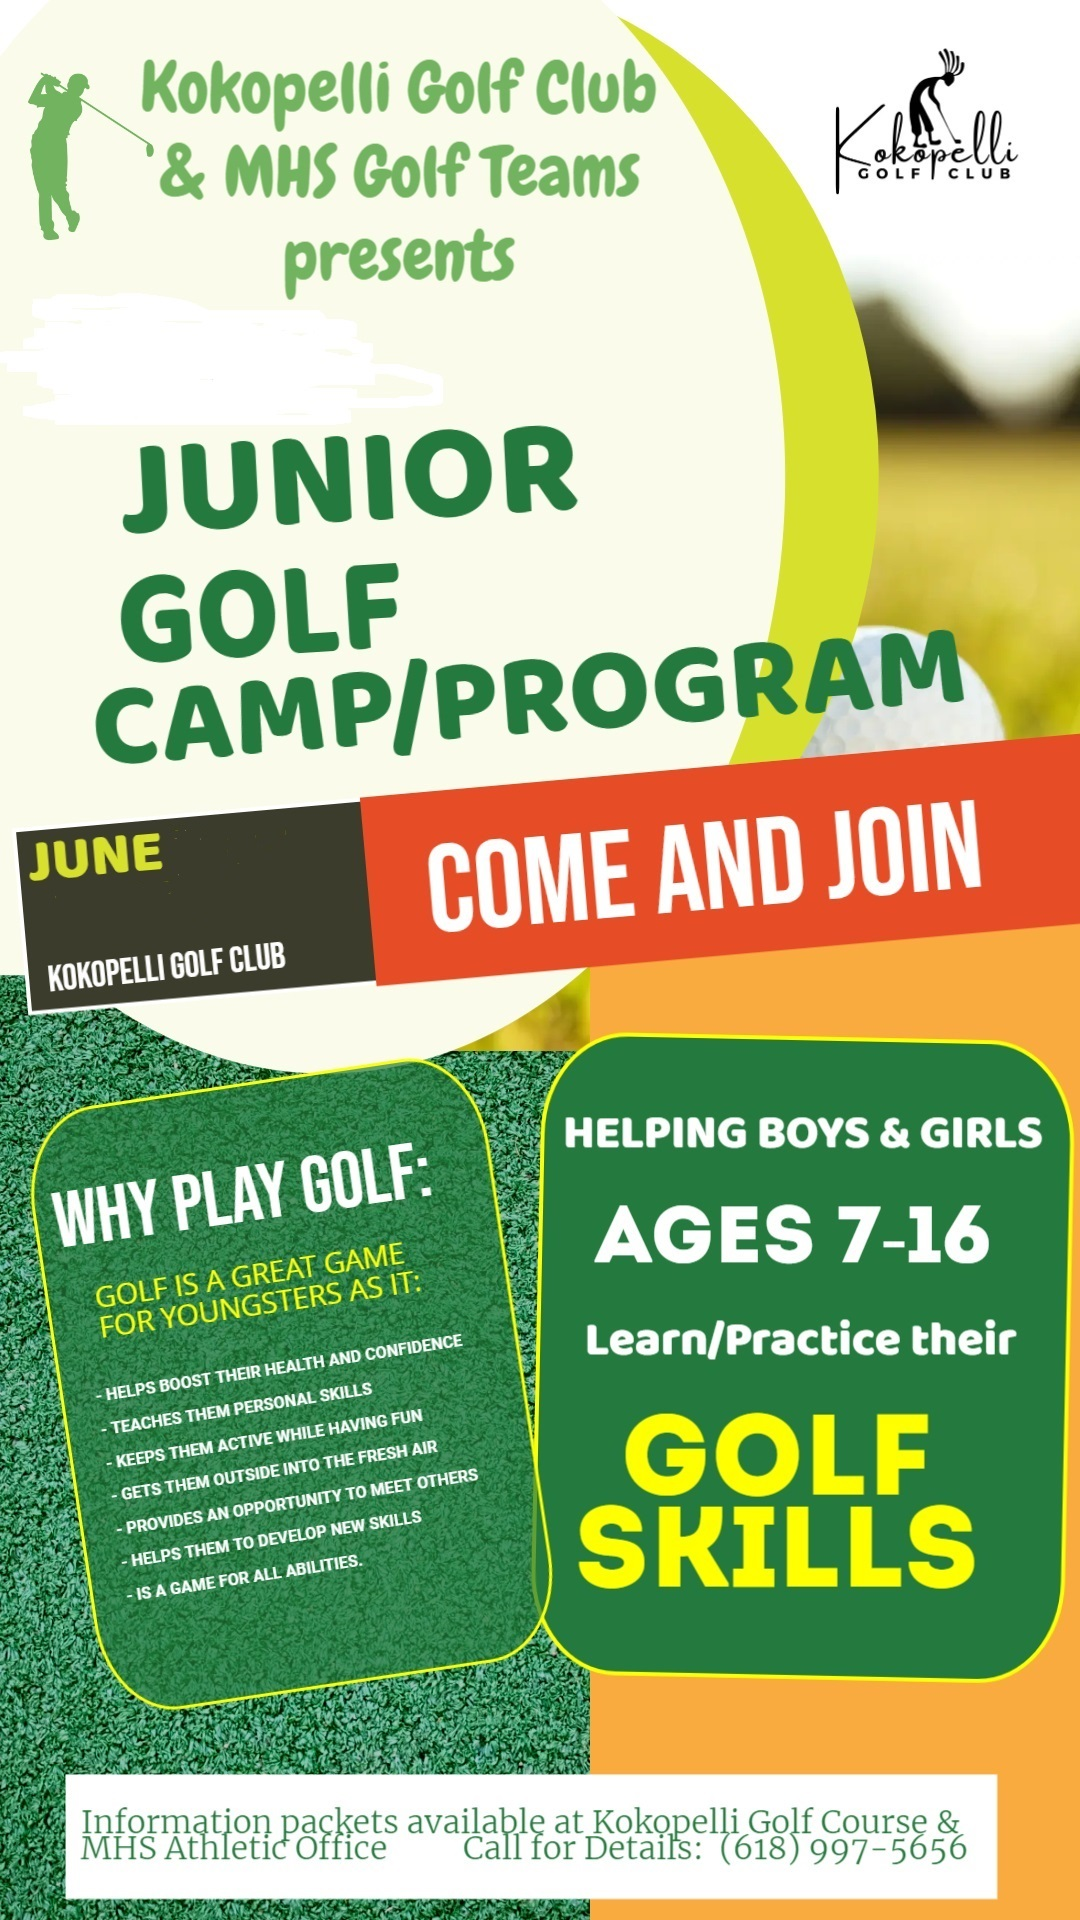 Kokopelli Golf Club
& MHS Golf Teams
presents
Kokopelli
GOLF CLUB
JUNIOR
GOLF
CAMP/PROGRAM
JUNE
KOKOPELLI GOLF CLUB
COME AND JOIN
WHY PLAY GOLF:
GOLF IS A GREAT GAME
FOR YOUNGSTERS AS IT:
- HELPS BOOST THEIR HEALTH AND CONFIDENCE
- TEACHES THEM PERSONAL SKILLS
- KEEPS THEM ACTIVE WHILE HAVING FUN
- GETS THEM OUTSIDE INTO THE FRESH AIR
- PROVIDES AN OPPORTUNITY TO MEET OTHERS
- HELPS THEM TO DEVELOP NEW SKILLS
- IS A GAME FOR ALL ABILITIES.
HELPING BOYS & GIRLS
AGES 7-16
Learn/Practice their
GOLF
SKILLS
Information packets available at Kokopelli Golf Course &
MHS Athletic Office Call for Details: (618) 997-5656